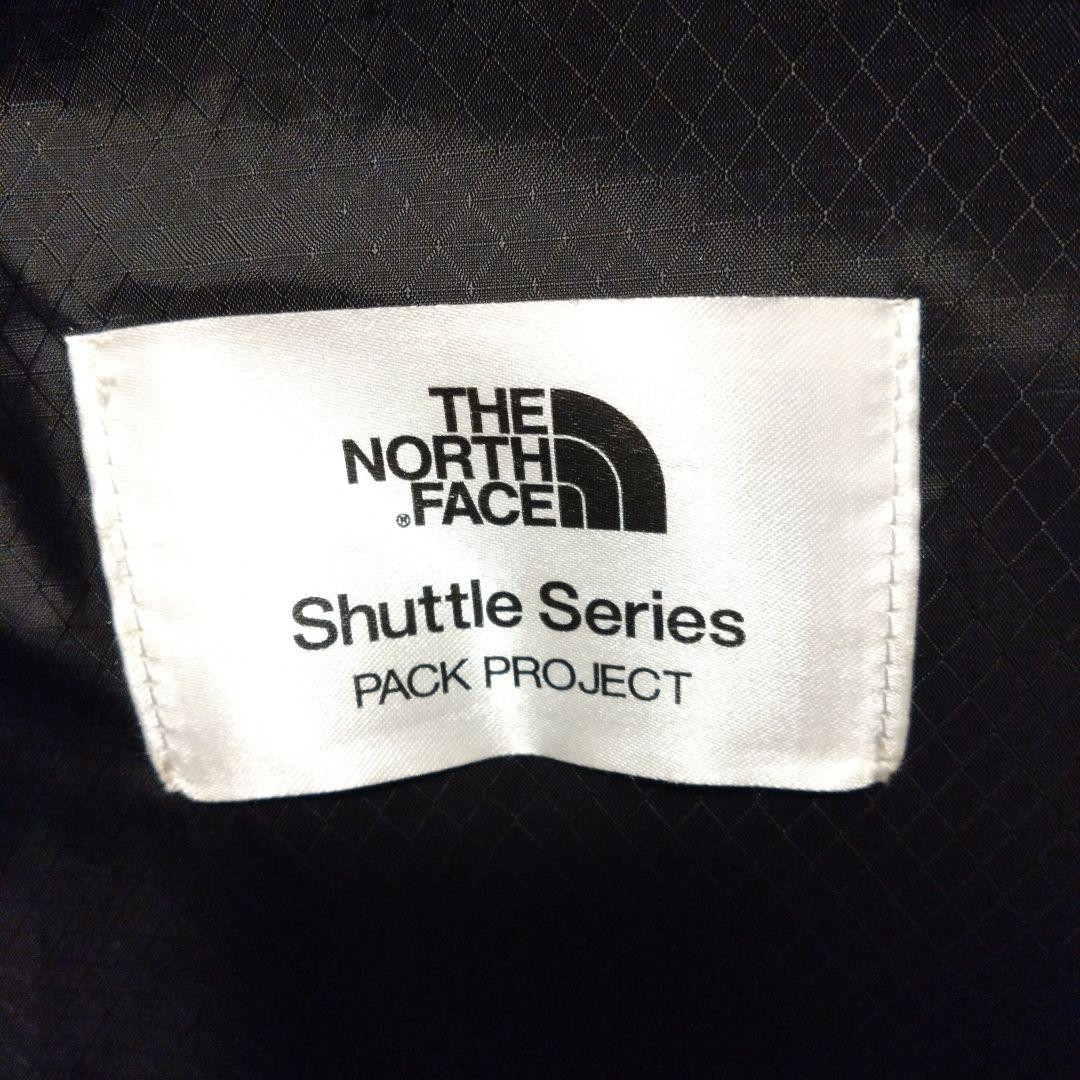 THE
NORTH
®FACE
Shuttle Series
PACK PROJECT